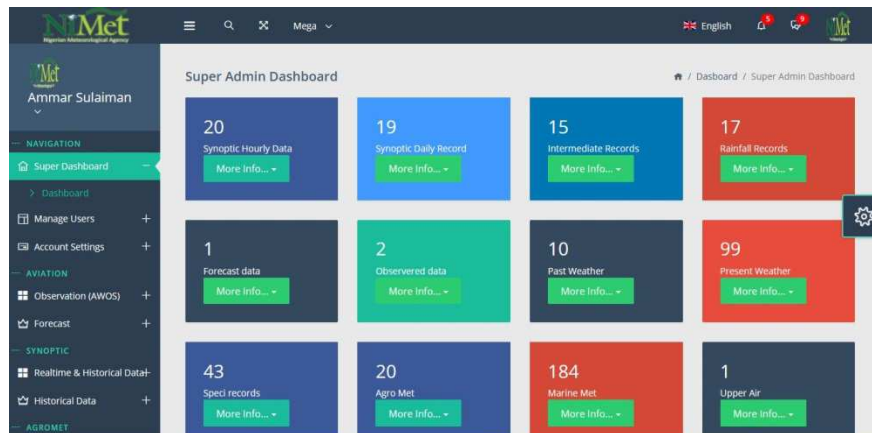 NiMet
Nigerian Meteorological Agency
Mega
English
5
9
NiMet
Met
Ammar Sulaiman
NAVIGATION
Super Dashboard
> Dashboard
Manage Users
Account Settings
AVIATION
Observation (AWOS)
Forecast
SYNOPTIC
Realtime & Historical Data
Historical Data
AGROMET
Super Admin Dashboard
/ Dasboard / Super Admin Dashboard
20
Synoptic Hourly Data
More Info...
19
Synoptic Daily Record
More Info...
15
Intermediate Records
More Info...
17
Rainfall Records
More Info...
1
Forecast data
More Info...
2
Observered data
More Info...
10
Past Weather
More Info...
99
Present Weather
More Info...
43
Speci records
More Info...
20
Agro Met
More Info...
184
Marine Met
More Info...
1
Upper Air
More Info...